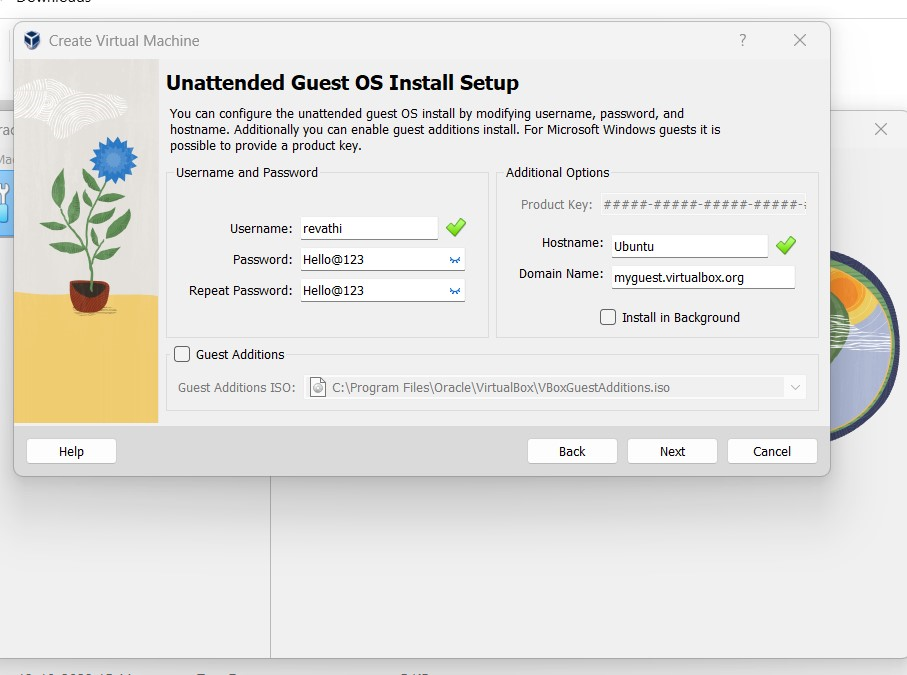 Create Virtual Machine
?
Unattended Guest OS Install Setup
You can configure the unattended guest OS install by modifying username, password, and
hostname. Additionally you can enable guest additions install. For Microsoft Windows guests it is
possible to provide a product key.
Username and Password
Username: revathi
Password: Hello@123
Repeat Password: Hello@123
Additional Options
Product Key: #####-#####-#####-#####-
Hostname: Ubuntu
Domain Name: myguest.virtualbox.org
Install in Background
Guest Additions
Guest Additions ISO: C:\Program Files\Oracle\VirtualBox\VBoxGuestAdditions.iso
Help
Back
Next
Cancel